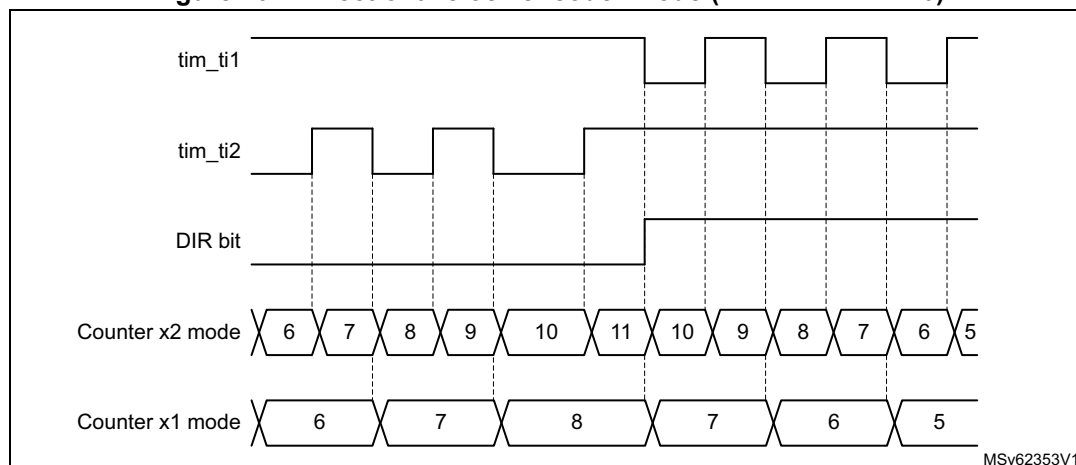 tim_ti1
tim_ti2
DIR bit
Counter x2 mode 6 7 8 9 10 11 10 9 8 7 6 5
Counter x1 mode 6 7 8 7 6 5
MSv62353V1